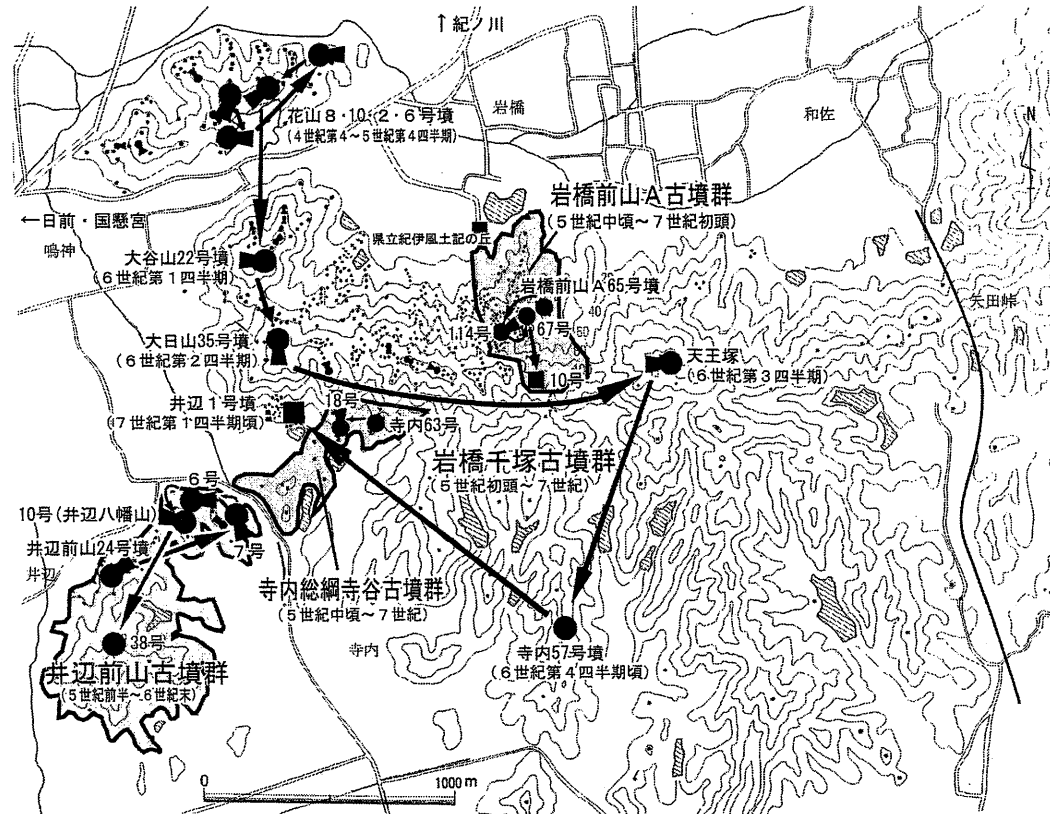 ↑紀ノ川
岩橋
和佐
N
花山8・10・2・6号墳
(4世紀第4～5世紀第4四半期)
岩橋前山A古墳群
(5世紀中頃～7世紀初頭)
←日前・国懸宮
鳴神
県立紀伊風土記の丘
大谷山22号墳
(6世紀第1四半期)
岩橋前山A65号墳
矢田峠
40
114号
67号
60
大日山35号墳
(6世紀第2四半期)
天王塚
(6世紀第3四半期)
10号
18号
井辺1号墳
(7世紀第1四半期頃)
寺内63号
岩橋千塚古墳群
(5世紀初頭～7世紀)
6号
10号(井辺八幡山)
7号
井辺前山24号墳
井辺
寺内総綱寺谷古墳群
(5世紀中頃～7世紀)
38号
寺内
寺内57号墳
(6世紀第4四半期頃)
井辺前山古墳群
(5世紀前半～6世紀末)
0
1000m